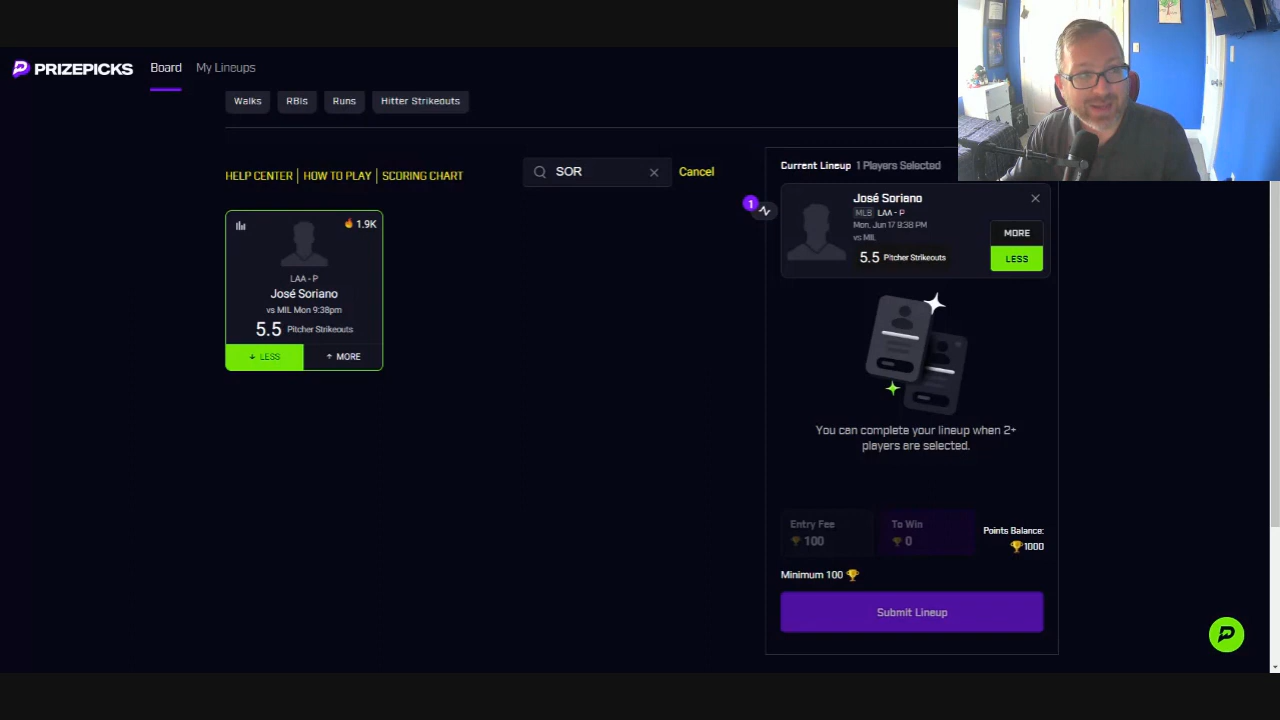 PRIZEPICKS
Board
My Lineups
Walks
RBIs
Runs
Hitter Strikeouts
HELP CENTER
HOW TO PLAY
SCORING CHART
SOR
Cancel
1.9K
LAA - P
José Soriano
vs MIL Mon 9:38pm
5.5 Pitcher Strikeouts
LESS
MORE
Current Lineup 1 Players Selected
1
José Soriano
MLB LAA - P
Mon, Jun 17 9:38 PM
vs MIL
5.5 Pitcher Strikeouts
MORE
LESS
You can complete your lineup when 2+
players are selected.
Entry Fee
100
To Win
0
Points Balance:
1000
Minimum 100
Submit Lineup